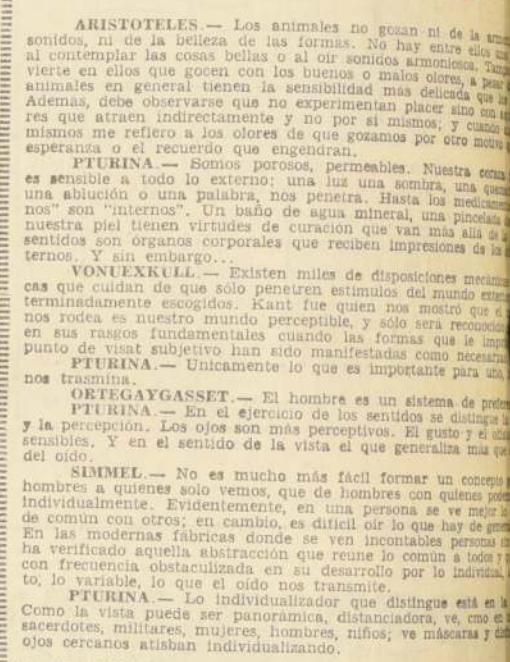 ARISTOTELES.— Los animales no gozan ni de la
sonidos, ni de la belleza de las formas. No hay entre ellos
al contemplar las cosas bellas o al oir sonidos armoniosos.
vierte en ellos que gocen con los buenos o malos olores, a pesar
animales en general tienen la sensibilidad más delicada que
Además, debe observarse que no experimentan placer sino con
res que atraen indirectamente y no por sí mismos; y cuando
mismos me refiero a los olores de que gozamos por otro motivo
esperanza o el recuerdo que engendran.
PTURINA.— Somos porosos, permeables. Nuestra
es sensible a todo lo externo; una luz una sombra, una
una ablución o una palabra, nos penetra. Hasta los
nos" son "internos". Un baño de agua mineral, una pincelada
nuestra piel tienen virtudes de curación que van más allá de
sentidos son órganos corporales que reciben impresiones ds los
ternos. Y sin embargo...
VONUEXKULL.— Existen miles de disposiciones
cas que cuidan de que sólo penetren estímulos del mundo
terminadamente escogidos. Kant fue quien nos mostró que el
nos rodea es nuestro mundo perceptible, y sólo será
en sus rasgos fundamentales cuando las formas que le
punto de visat subjetivo han sido manifestadas como
PTURINA.— Unicamente lo que es importante para uno,
nos trasmina.
ORTEGAYGASSET.— El hombre es un sistema de
PTURINA.— En el ejercicio de los sentidos se distingue la
y la percepción. Los ojos son más perceptivos. El gusto y el
sensibles. Y en el sentido de la vista el que generaliza más que
del oído.
SIMMEL.— No es mucho más fácil formar un concepto
hombres a quienes solo vemos, que de hombres con quienes
individualmente. Evidentemente, en una persona se ve mejor lo
de común con otros; en cambio, es difícil oír lo que hay de
En las modernas fábricas donde se ven incontables personas
ha verificado aquella abstracción que reune lo común a todos y
con frecuencia obstaculizada en su desarrollo por lo individual,
to, lo variable, lo que el oído nos transmite.
PTURINA.— Lo individualizador que distingue está en la
Como la vista puede ser panorámica, distanciadora, ve, cmo en
sacerdotes, militares, mujeres, hombres, niños; ve máscaras y
ojos cercanos atisban individualizando.